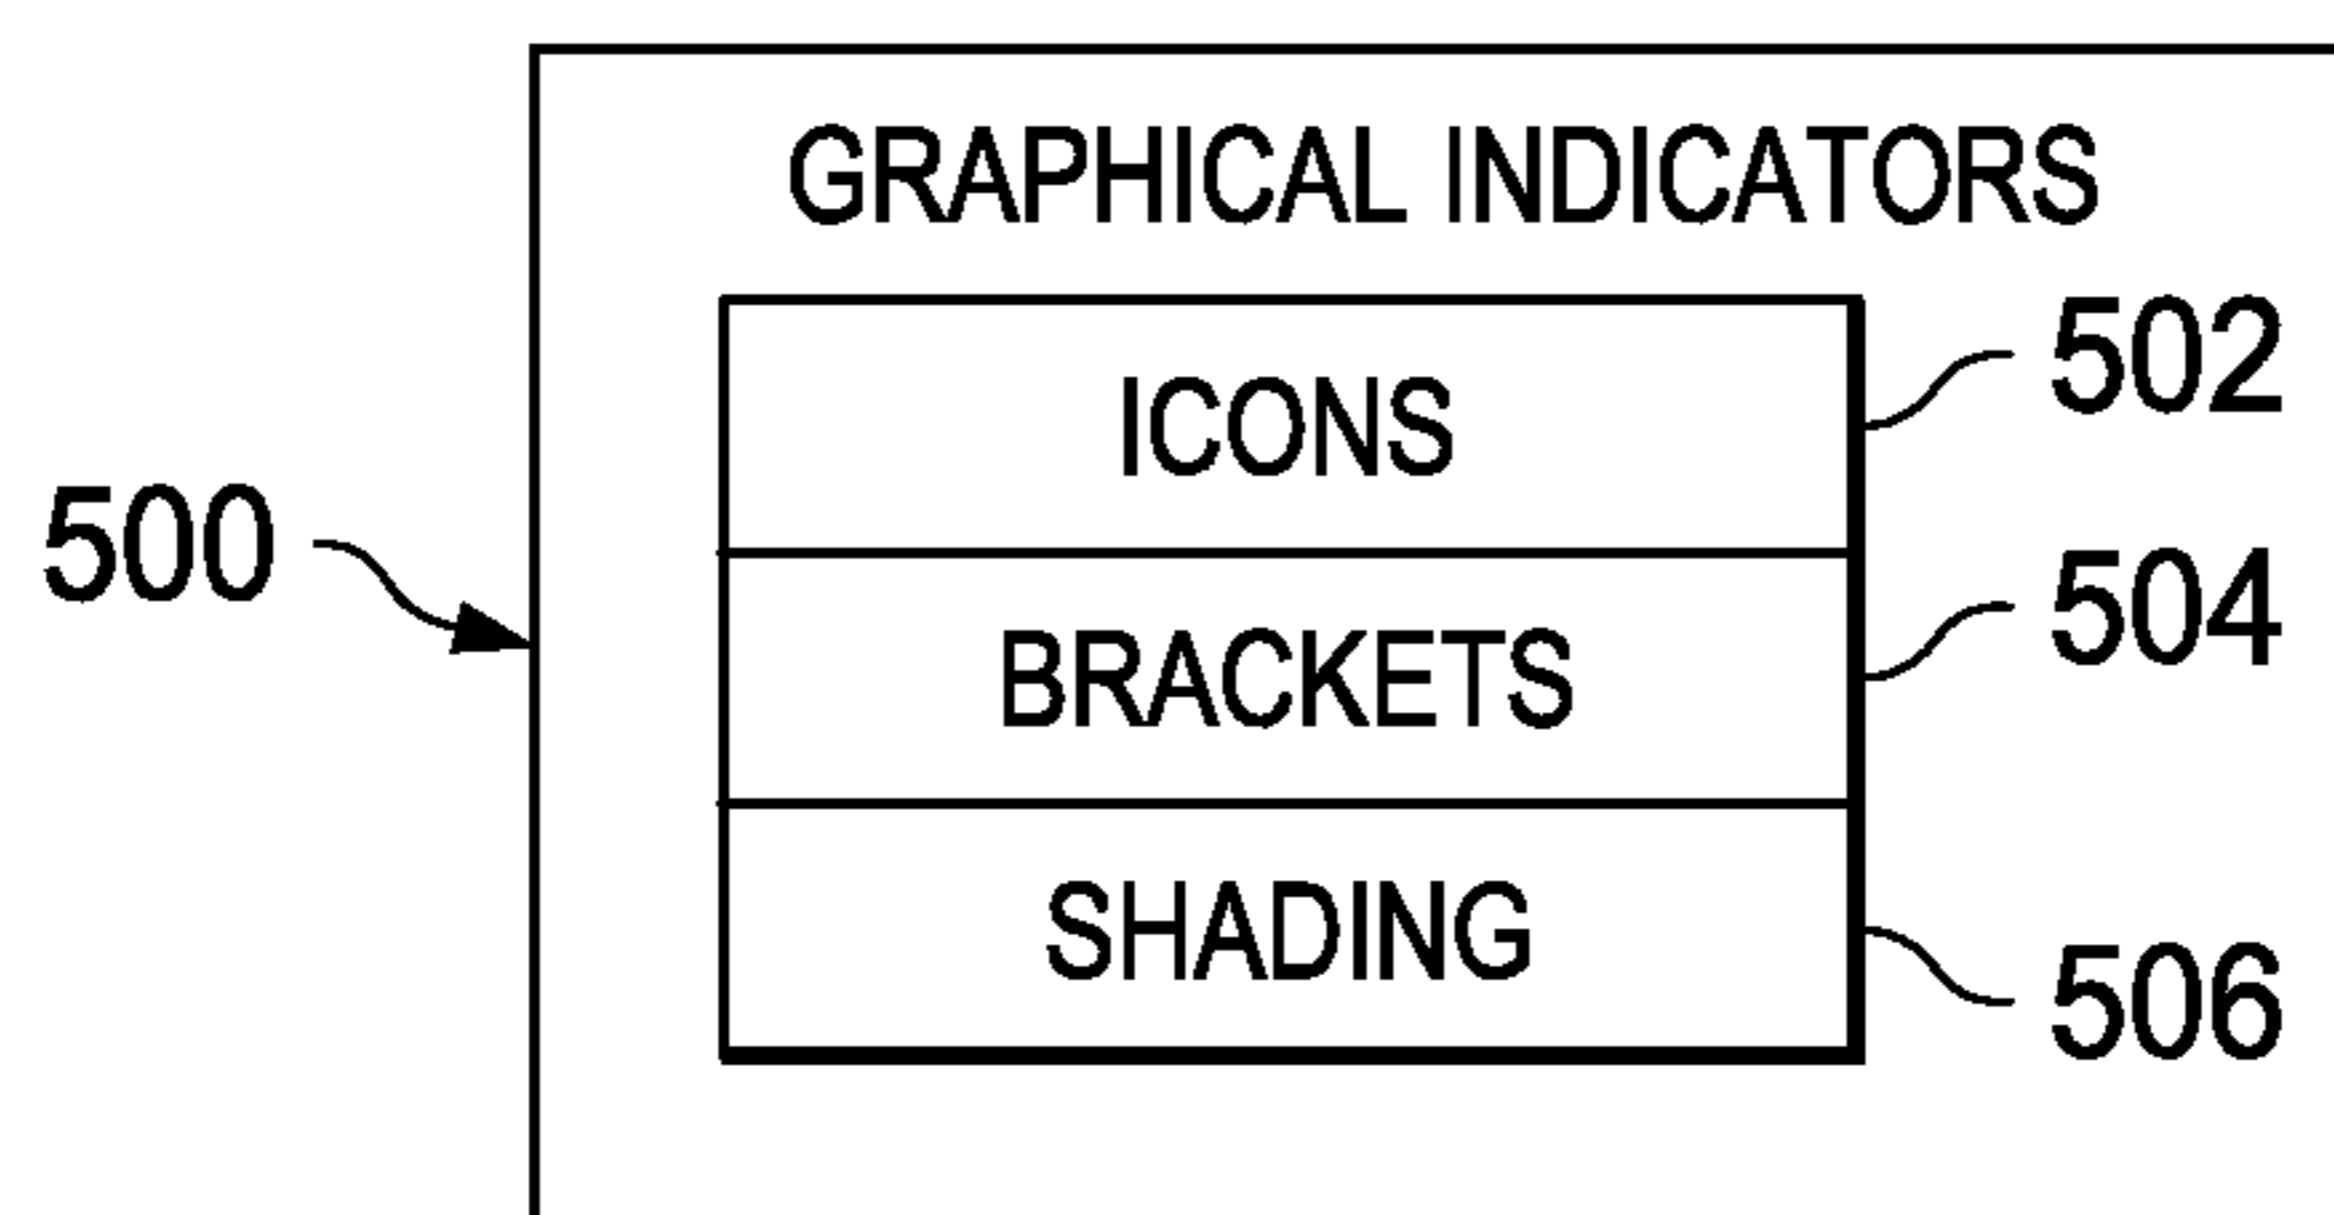 GRAPHICAL INDICATORS
ICONS
502
500
BRACKETS
504
SHADING
506